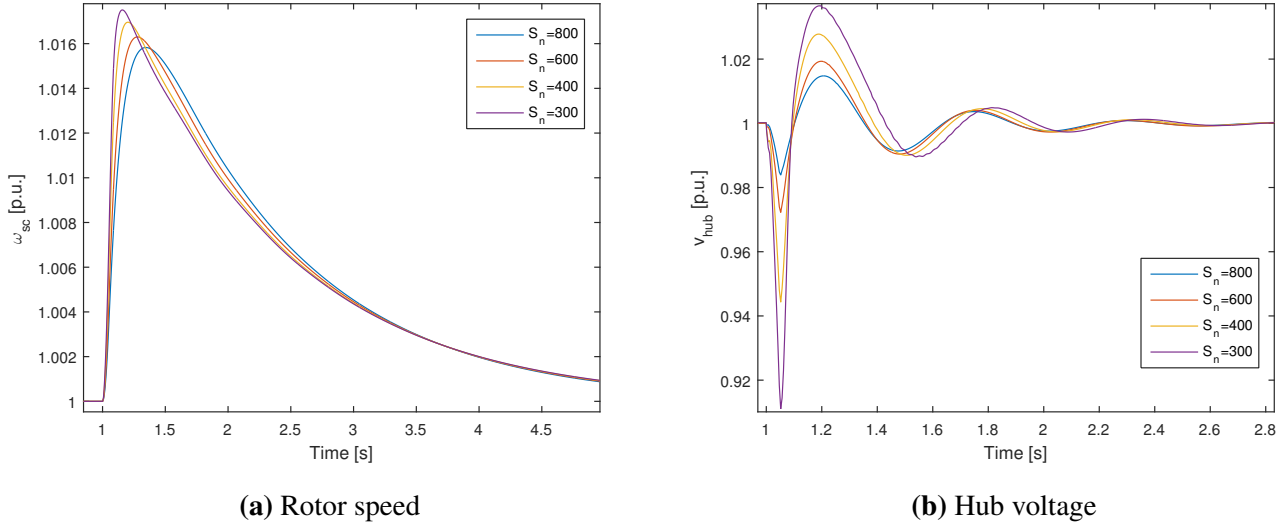 1.016
1.014
1.012
1.01
1.008
1.006
1.004
1.002
1
ω_sc [p.u.]
1 1.5 2 2.5 3 3.5 4 4.5
Time [s]
S_n=800
S_n=600
S_n=400
S_n=300
(a) Rotor speed
1.02
1
0.98
0.96
0.94
0.92
v_hub [p.u.]
1 1.2 1.4 1.6 1.8 2 2.2 2.4 2.6 2.8
Time [s]
S_n=800
S_n=600
S_n=400
S_n=300
(b) Hub voltage